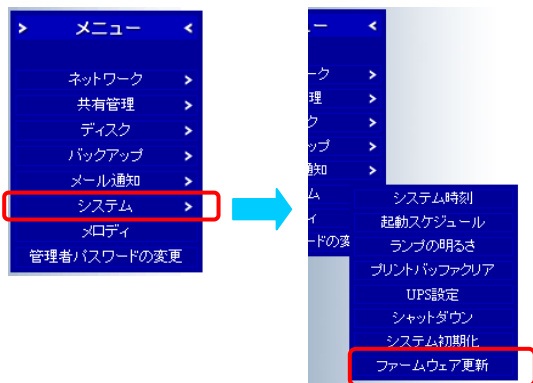 > メニュー <
ネットワーク >
共有管理 >
ディスク >
バックアップ >
メール通知 >
システム >
メロディ
管理者パスワードの変更
ー <
ーク >
理 >
ク >
ップ >
通知 >
ム
ィ
ードの変
システム時刻
起動スケジュール
ランプの明るさ
プリントバッファクリア
UPS設定
シャットダウン
システム初期化
ファームウェア更新